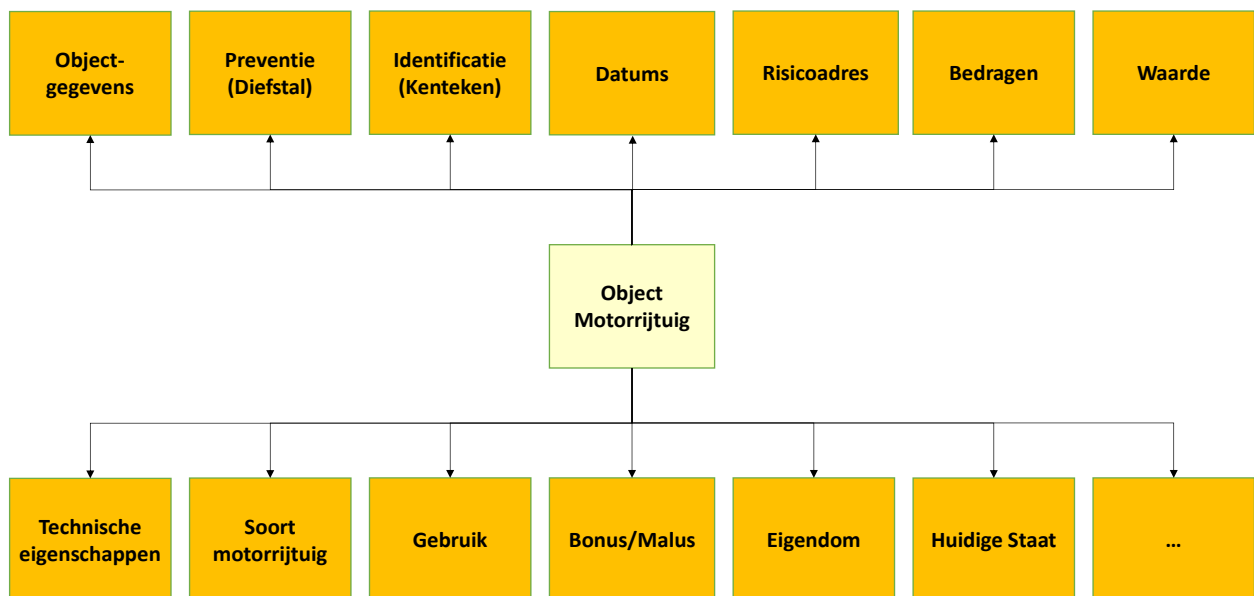 Object-
gegevens
Preventie
(Diefstal)
Identificatie
(Kenteken)
Datums
Risicoadres
Bedragen
Waarde
Object
Motorrijtuig
Technische
eigenschappen
Soort
motorrijtuig
Gebruik
Bonus/Malus
Eigendom
Huidige Staat
...